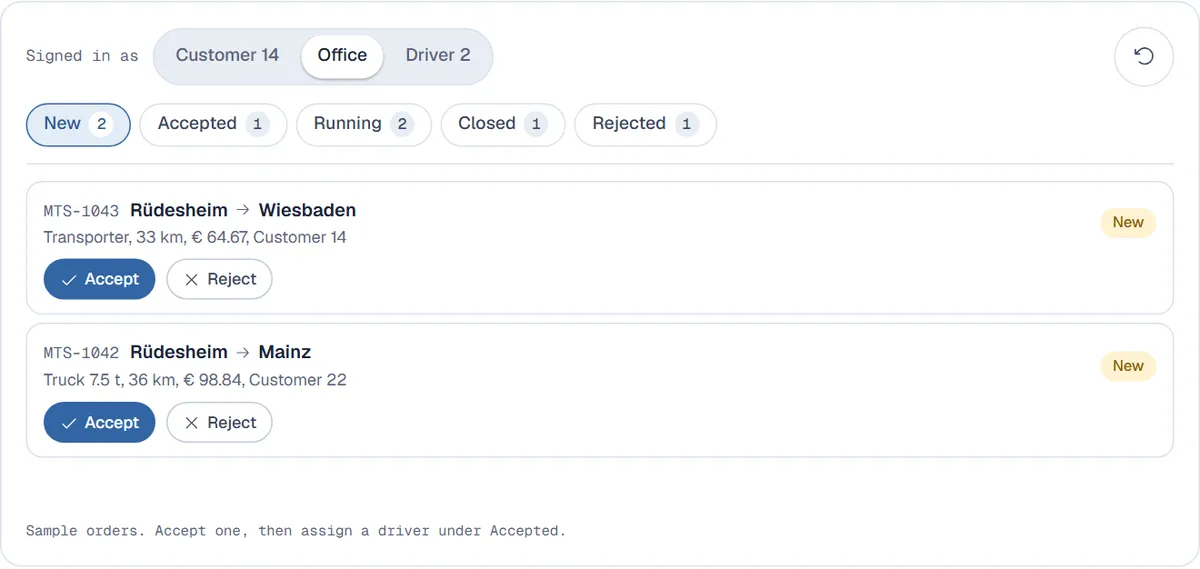 Signed in as Customer 14 Office Driver 2
New 2 Accepted 1 Running 2 Closed 1 Rejected 1
MTS-1043 Rüdesheim → Wiesbaden
New
Transporter, 33 km, € 64.67, Customer 14
Accept Reject
MTS-1042 Rüdesheim → Mainz
New
Truck 7.5 t, 36 km, € 98.84, Customer 22
Accept Reject
Sample orders. Accept one, then assign a driver under Accepted.